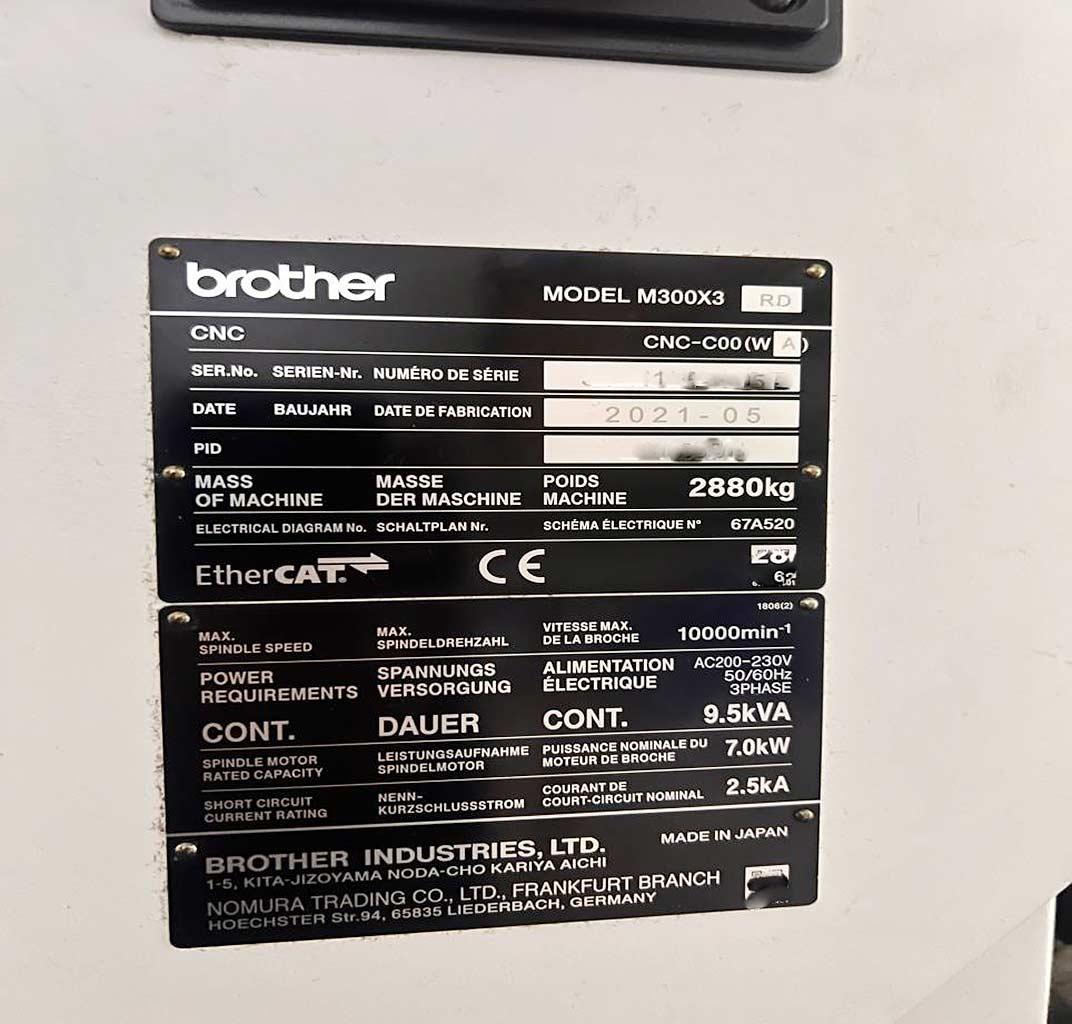 brother
MODEL M300X3 RD
CNC CNC-C00(WA)
SER.No. SERIEN-Nr. NUMÉRO DE SÉRIE
DATE BAUJAHR DATE DE FABRICATION 2021-05
PID
MASS OF MACHINE MASSE DER MASCHINE POIDS MACHINE 2880kg
ELECTRICAL DIAGRAM No. SCHALTPLAN Nr. SCHÉMA ÉLECTRIQUE N° 67A520
EtherCAT. CE
1806(2)
MAX. SPINDLE SPEED MAX. SPINDELDREHZAHL VITESSE MAX. DE LA BROCHE 10000min-1
POWER REQUIREMENTS SPANNUNGS VERSORGUNG ALIMENTATION ÉLECTRIQUE AC200-230V 50/60Hz 3PHASE
CONT. DAUER CONT. 9.5kVA
SPINDLE MOTOR RATED CAPACITY LEISTUNGSAUFNAHME SPINDELMOTOR PUISSANCE NOMINALE DU MOTEUR DE BROCHE 7.0kW
SHORT CIRCUIT CURRENT RATING NENN-KURZSCHLUSSSTROM COURANT DE COURT-CIRCUIT NOMINAL 2.5kA
MADE IN JAPAN
BROTHER INDUSTRIES, LTD.
1-5, KITA-JIZOYAMA NODA-CHO KARIYA AICHI
NOMURA TRADING CO., LTD., FRANKFURT BRANCH
HOECHSTER Str.94, 65835 LIEDERBACH, GERMANY